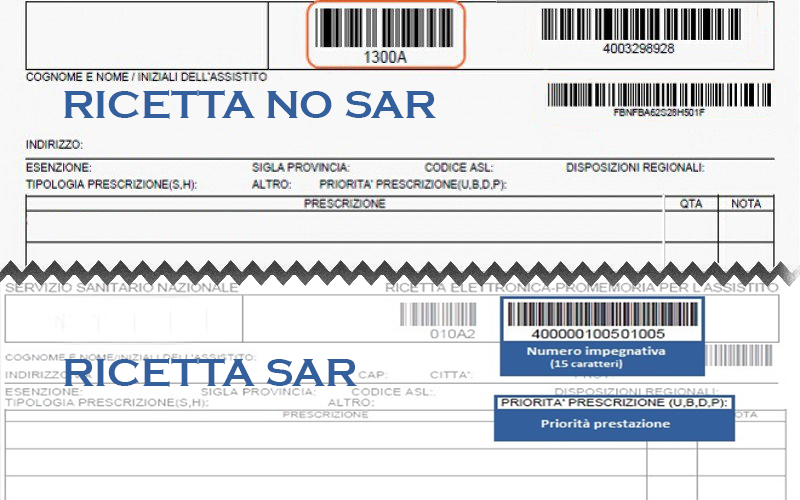 1300A
4003298928
COGNOME E NOME / INIZIALI DELL'ASSISTITO
RICETTA NO SAR
FBNFBA62S28H501F
INDIRIZZO:
ESENZIONE: SIGLA PROVINCIA: CODICE ASL: DISPOSIZIONI REGIONALI:
TIPOLOGIA PRESCRIZIONE(S,H): ALTRO: PRIORITA' PRESCRIZIONE(U,B,D,P):
PRESCRIZIONE QTA NOTA
SERVIZIO SANITARIO NAZIONALE RICETTA ELETTRONICA-PROMEMORIA PER L'ASSISTITO
010A2 400000100501005
Numero impegnativa
(15 caratteri)
COGNOME E NOME/INIZIALI DELL'ASSISTITO:
RICETTA SAR
INDIRIZZO: CAP: CITTA':
ESENZIONE: SIGLA PROVINCIA: CODICE ASL: DISPOSIZIONI REGIONALI:
TIPOLOGIA PRESCRIZIONE(S,H): ALTRO: PRIORITA' PRESCRIZIONE (U,B,D,P):
PRESCRIZIONE
Priorità prestazione